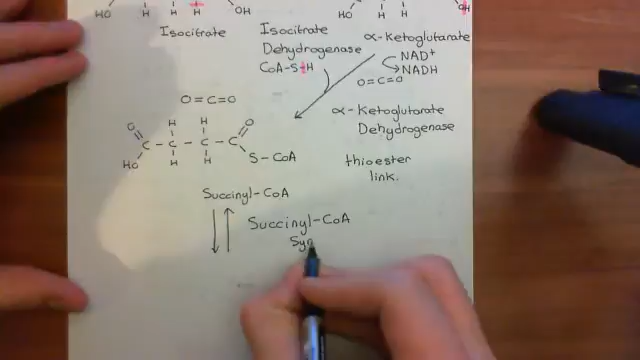 HO H H OH HO H H OH
Isocitrate
Isocitrate
Dehydrogenase
CoA-S-H
α-Ketoglutarate
NAD+
NADH
O=C=O
O=C=O
α-Ketoglutarate
Dehydrogenase
O H H O
C - C - C - C
HO H H S - CoA
thioester
link.
Succinyl-CoA
Succinyl-CoA
Syn